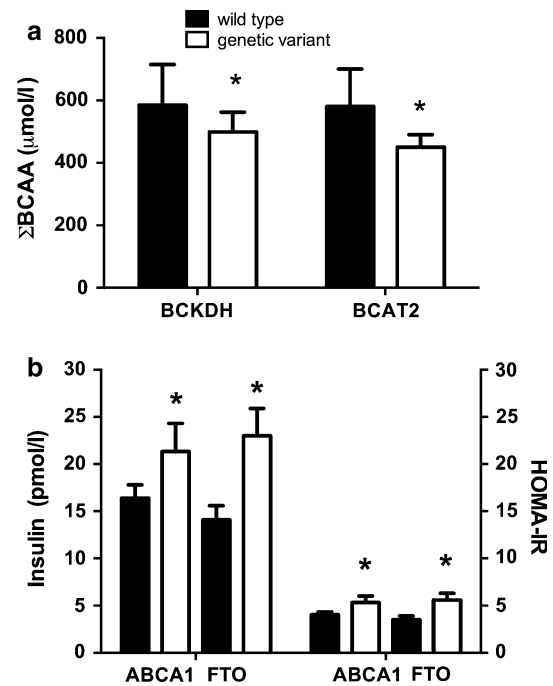 wild type
genetic variant
a
ΣBCAA (μmol/l)
800
600
400
200
0
*
*
BCKDH
BCAT2
b
Insulin (pmol/l)
30
25
20
15
10
5
0
*
*
*
*
30
25
20
15
10
5
0
HOMA-IR
ABCA1 FTO
ABCA1 FTO